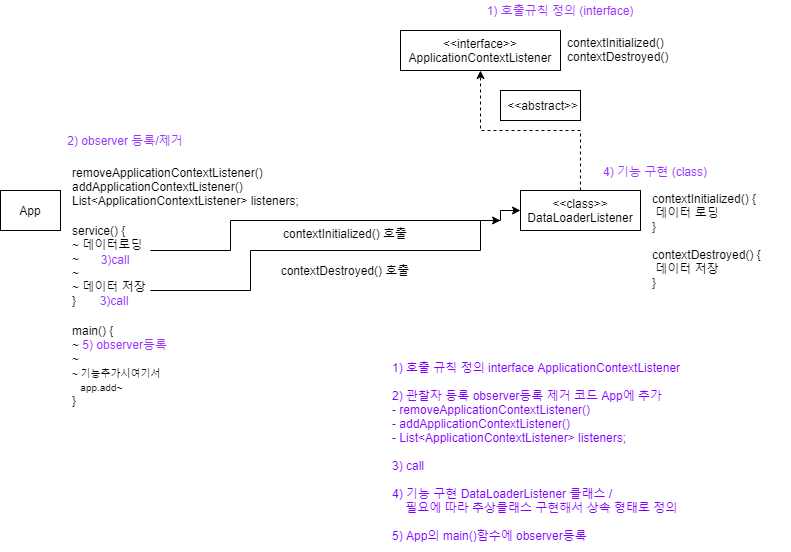 1) 호출규칙 정의 (interface)
<<interface>>
ApplicationContextListener
contextInitialized()
contextDestroyed()
<<abstract>>
2) observer 등록/제거
removeApplicationContextListener()
addApplicationContextListener()
List<ApplicationContextListener> listeners;
App
service() {
~ 데이터로딩
~ 3)call
~
~ 데이터 저장
} 3)call
contextInitialized() 호출
contextDestroyed() 호출
4) 기능 구현 (class)
<<class>>
DataLoaderListener
contextInitialized() {
데이터 로딩
}
contextDestroyed() {
데이터 저장
}
main() {
~ 5) observer등록
~
~ 기능추가시여기서
app.add~
}
1) 호출 규칙 정의 interface ApplicationContextListener
2) 관찰자 등록 observer등록 제거 코드 App에 추가
- removeApplicationContextListener()
- addApplicationContextListener()
- List<ApplicationContextListener> listeners;
3) call
4) 기능 구현 DataLoaderListener 클래스 /
필요에 따라 추상클래스 구현해서 상속 형태로 정의
5) App의 main()함수에 observer등록